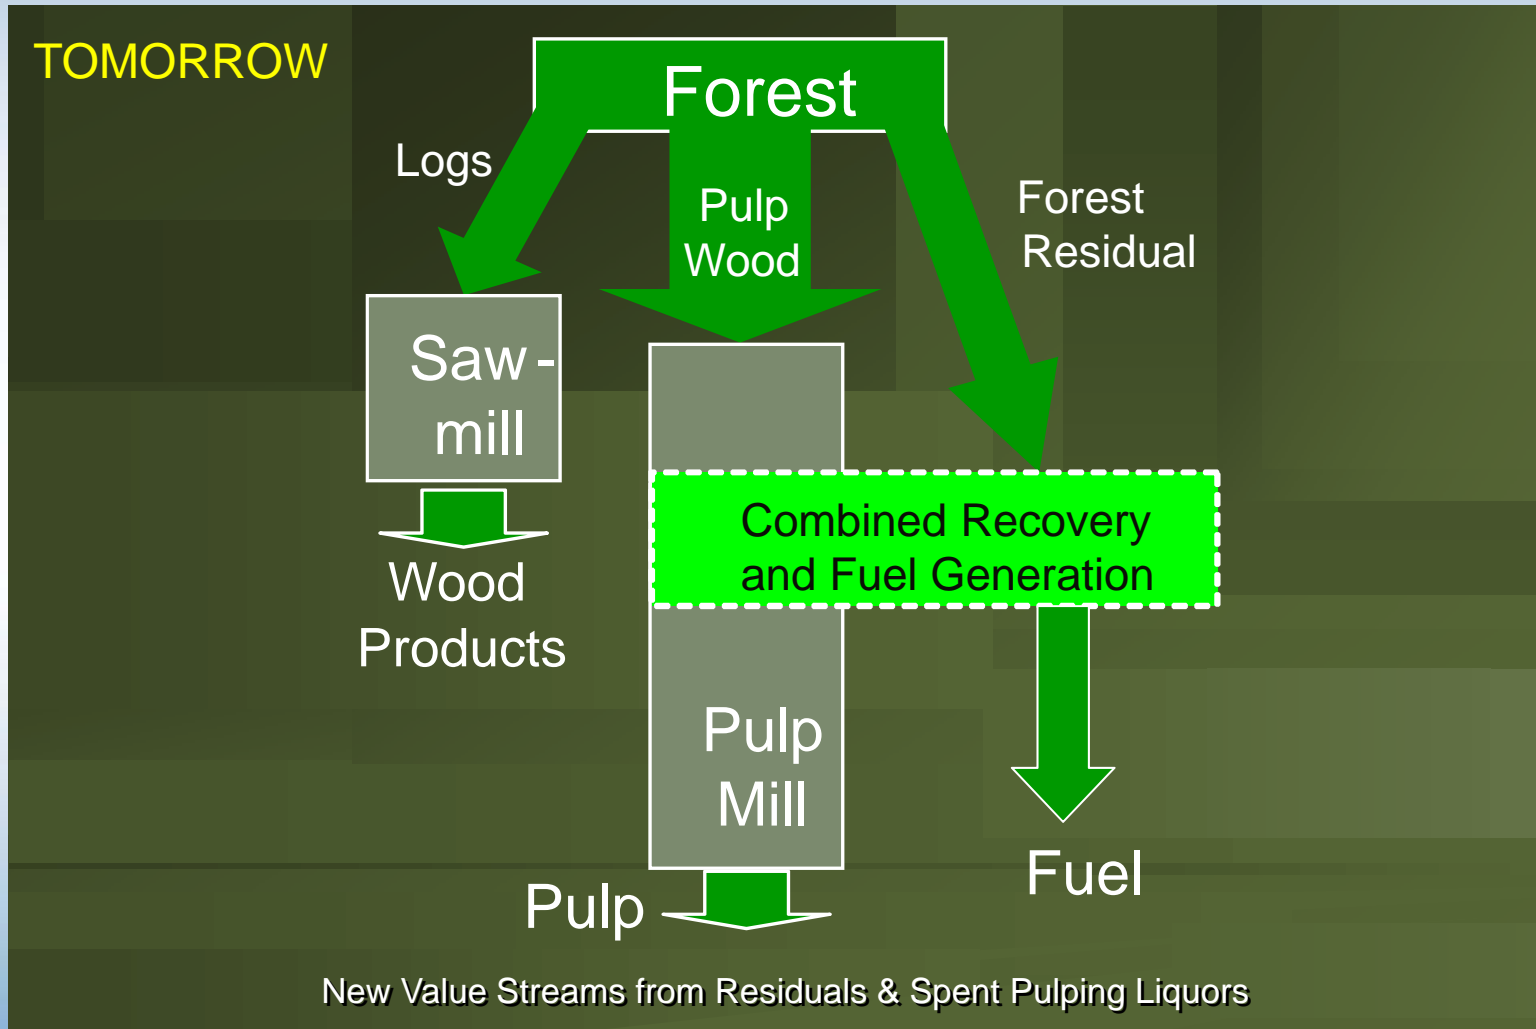 TOMORROW
Forest
Logs
Pulp
Wood
Forest
Residual
Saw-
mill
Combined Recovery
and Fuel Generation
Wood
Products
Pulp
Mill
Fuel
Pulp
New Value Streams from Residuals & Spent Pulping Liquors